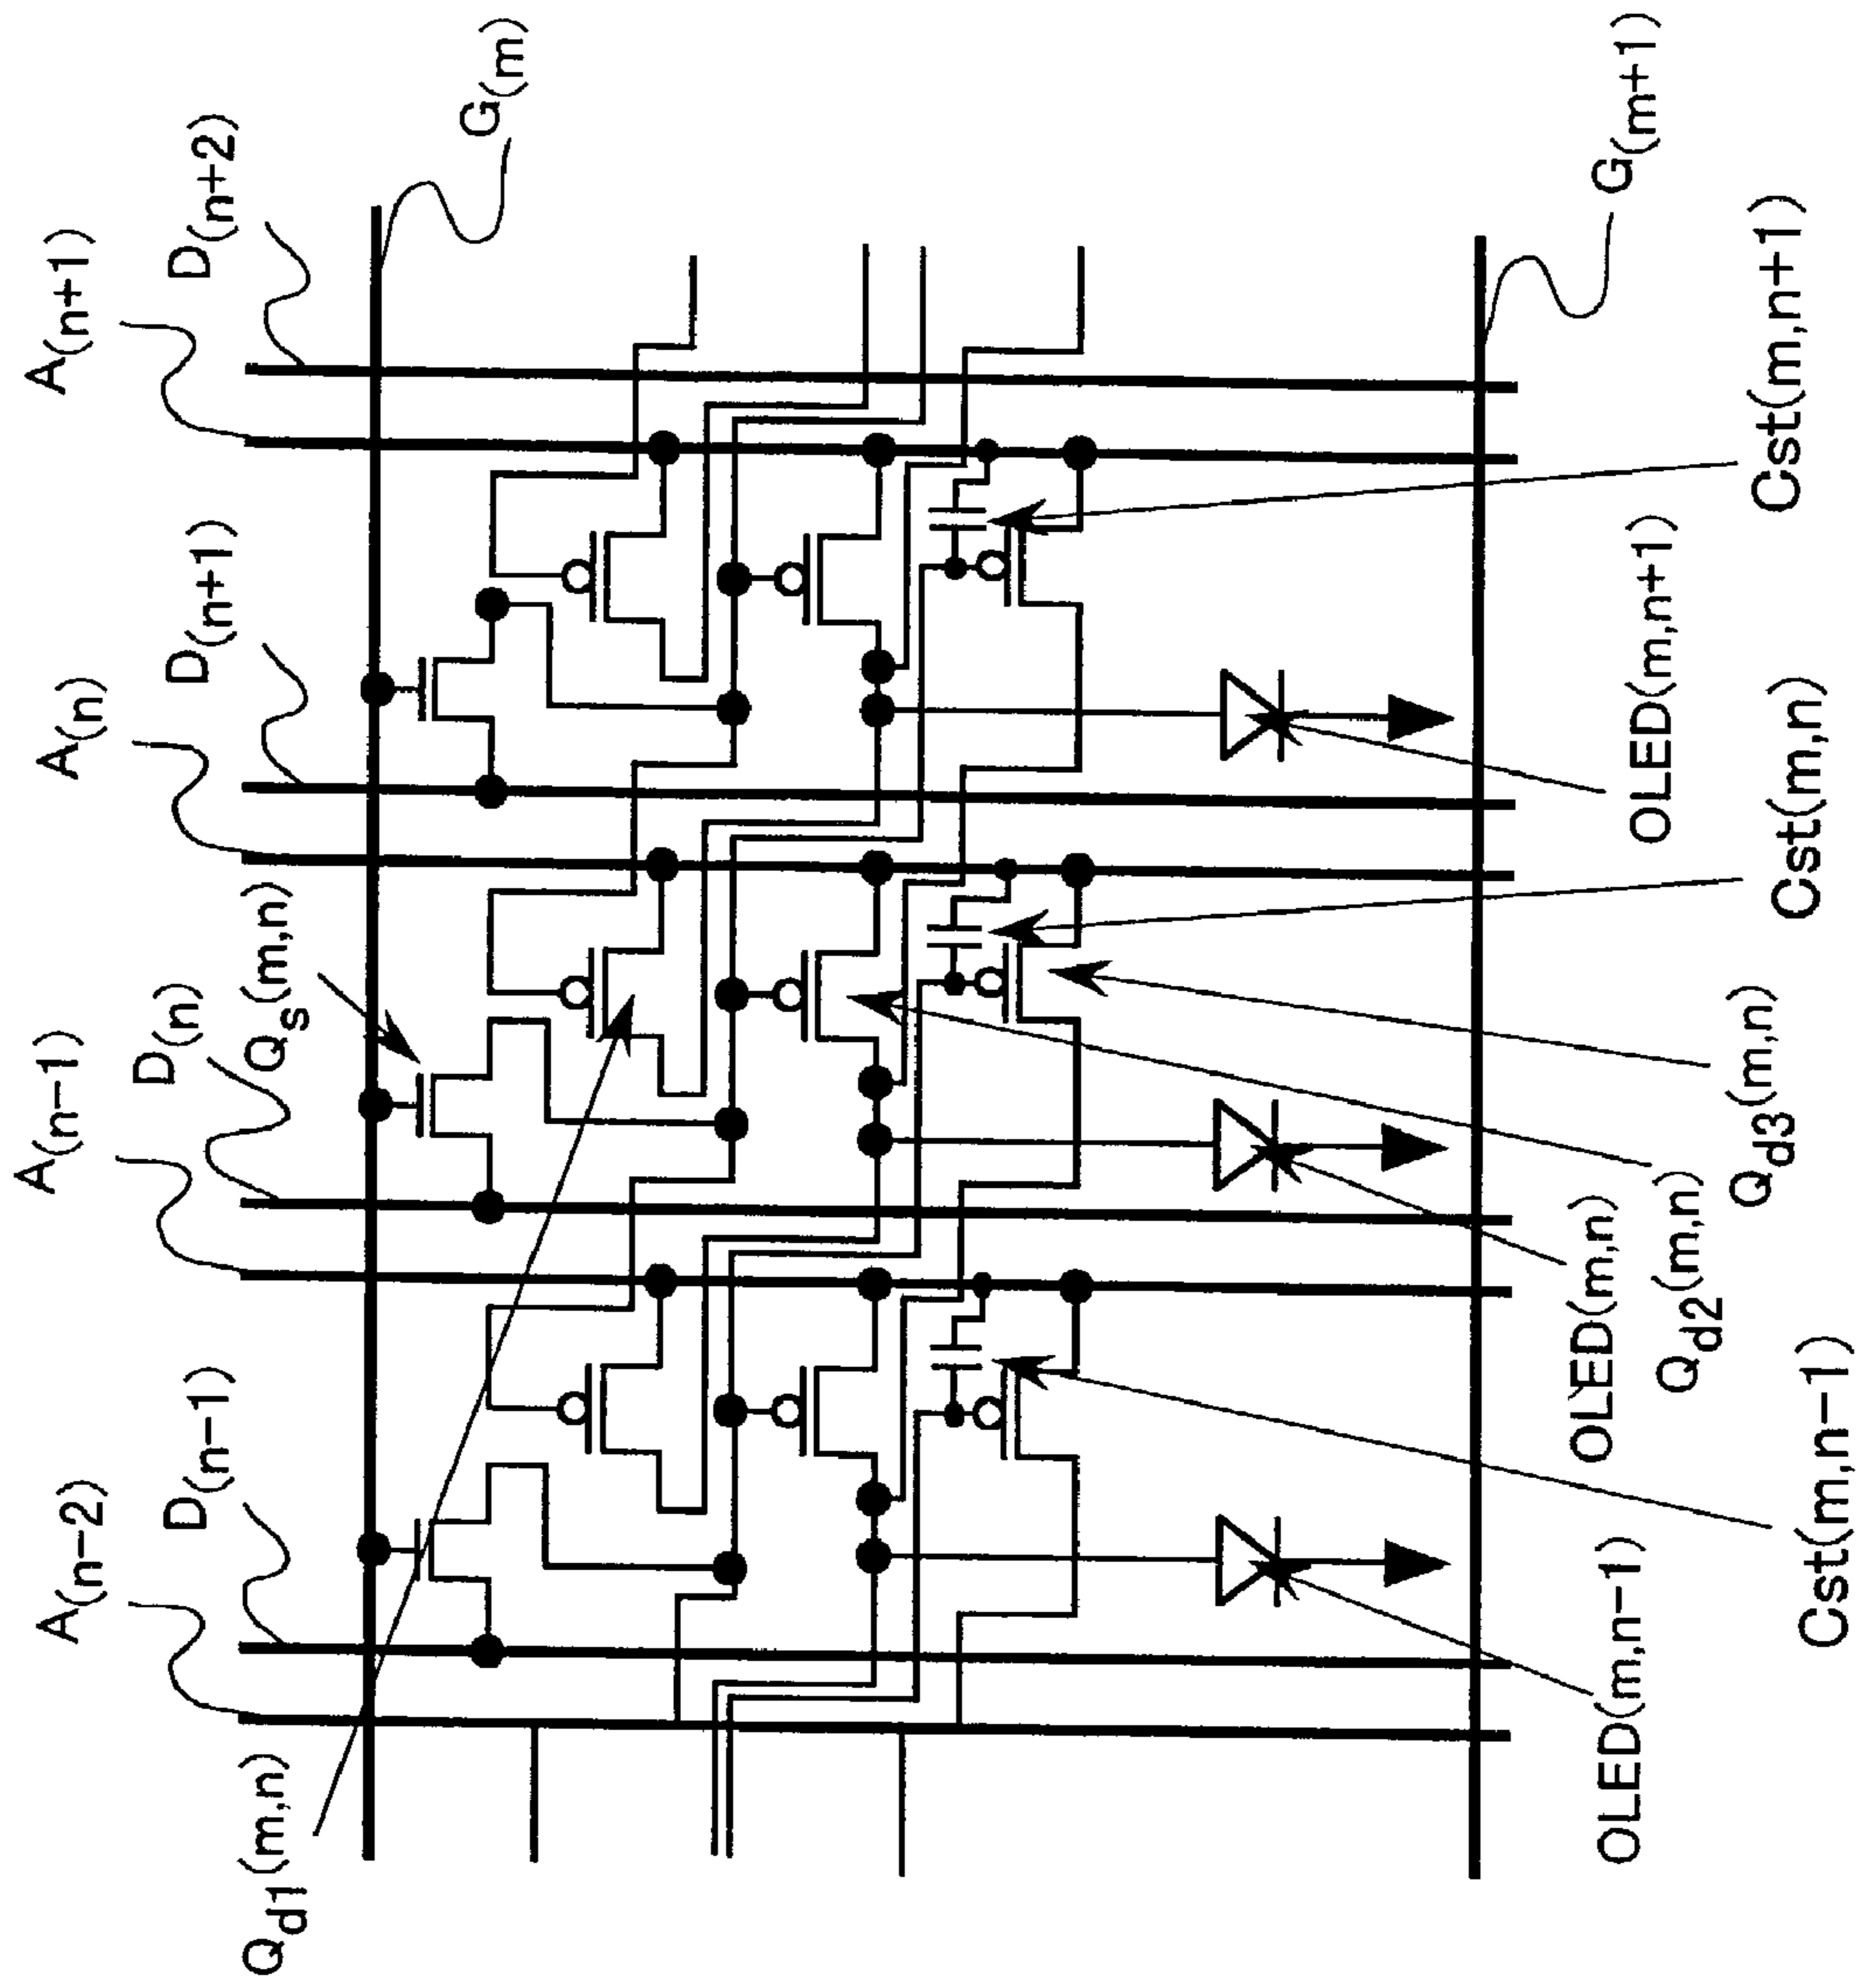 A(n-2)
A(n-1)
A(n)
A(n+1)
D(n-1)
D(n)
D(n+1)
D(n+2)
Qd1(m,n)
Qs(m,n)
G(m)
OLED(m,n-1)
OLED(m,n)
OLED(m,n+1)
G(m+1)
Qd2(m,n)
Qd3(m,n)
Cst(m,n-1)
Cst(m,n)
Cst(m,n+1)